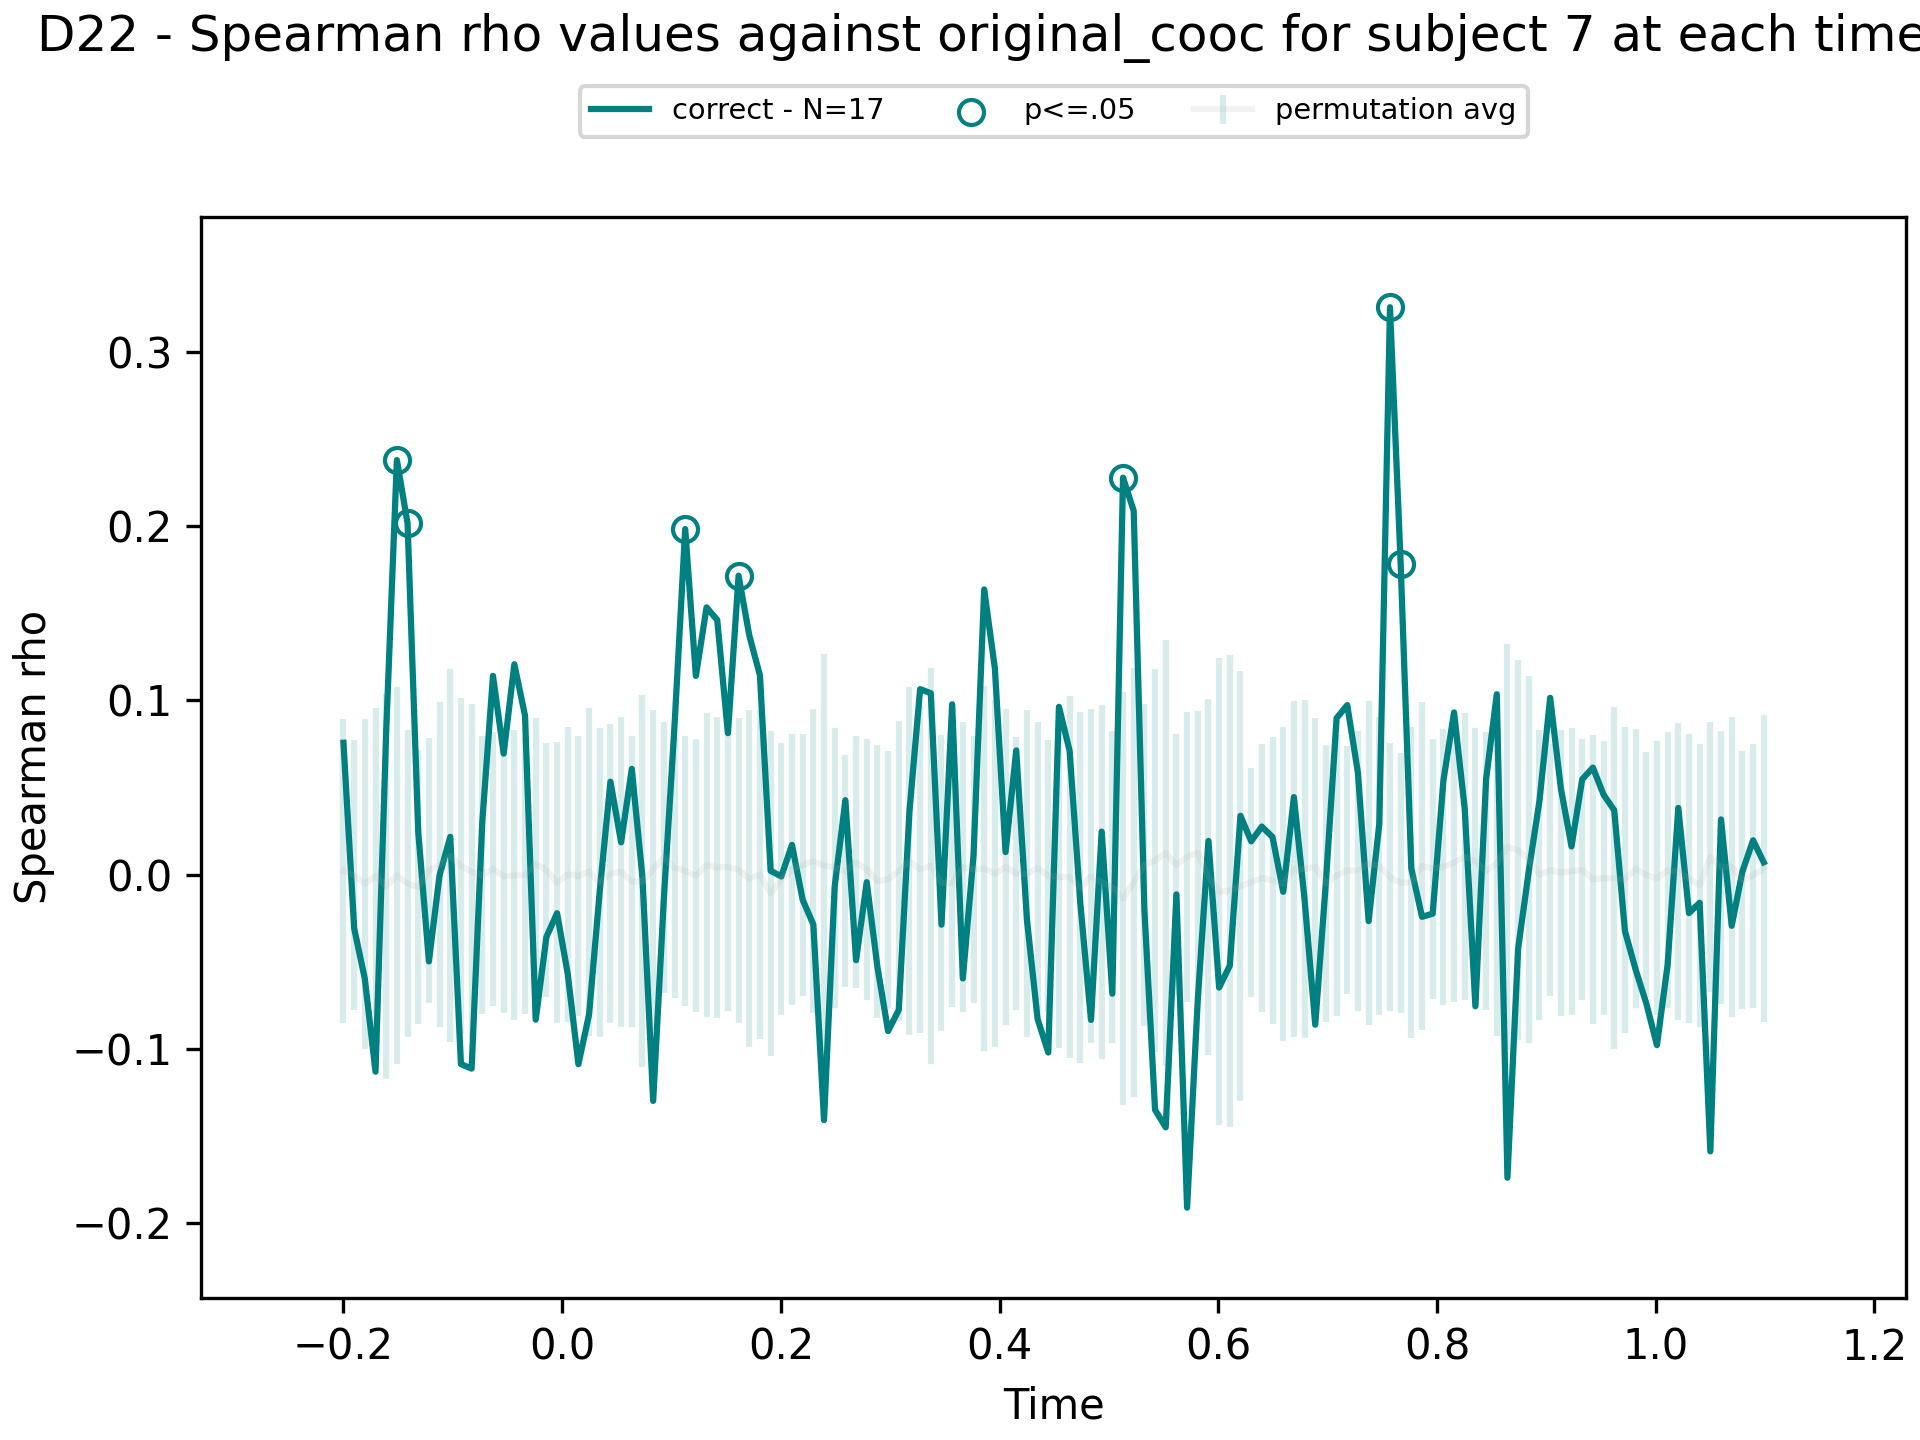 D22 - Spearman rho values against original_cooc for subject 7 at each time
correct - N=17 p<=.05 permutation avg
Spearman rho
0.3
0.2
0.1
0.0
−0.1
−0.2
−0.2 0.0 0.2 0.4 0.6 0.8 1.0 1.2
Time